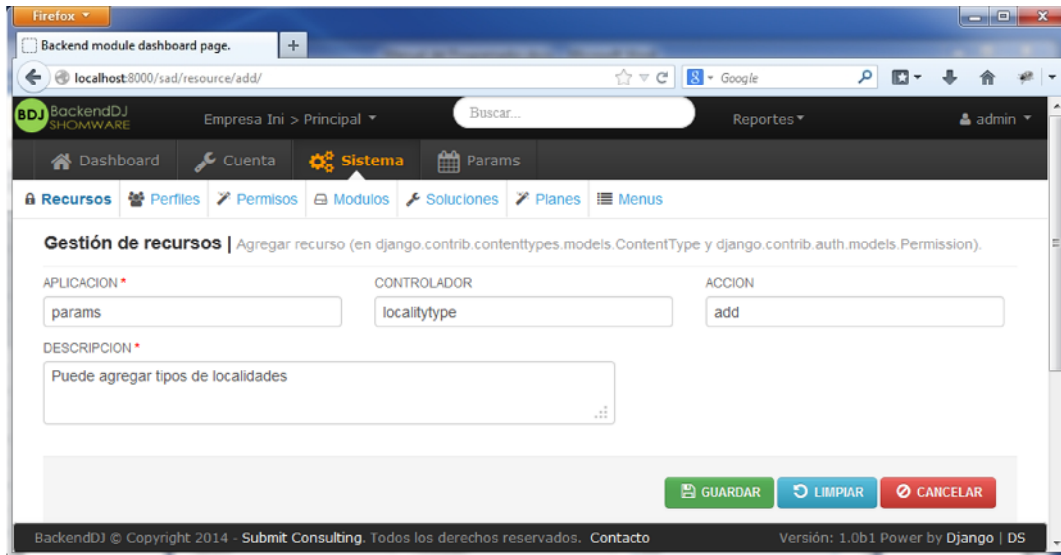 Firefox
Backend module dashboard page.
localhost:8000/sad/resource/add/
8 Google
BDJ BackendDJ SHOMWARE
Empresa Ini > Principal
Buscar...
Reportes
admin
Dashboard Cuenta Sistema Params
Recursos Perfiles Permisos Modulos Soluciones Planes Menus
Gestión de recursos | Agregar recurso (en django.contrib.contenttypes.models.ContentType y django.contrib.auth.models.Permission).
APLICACION * CONTROLADOR ACCION
params localitytype add
DESCRIPCION *
Puede agregar tipos de localidades
GUARDAR LIMPIAR CANCELAR
BackendDJ © Copyright 2014 - Submit Consulting. Todos los derechos reservados. Contacto Versión: 1.0b1 Power by Django | DS